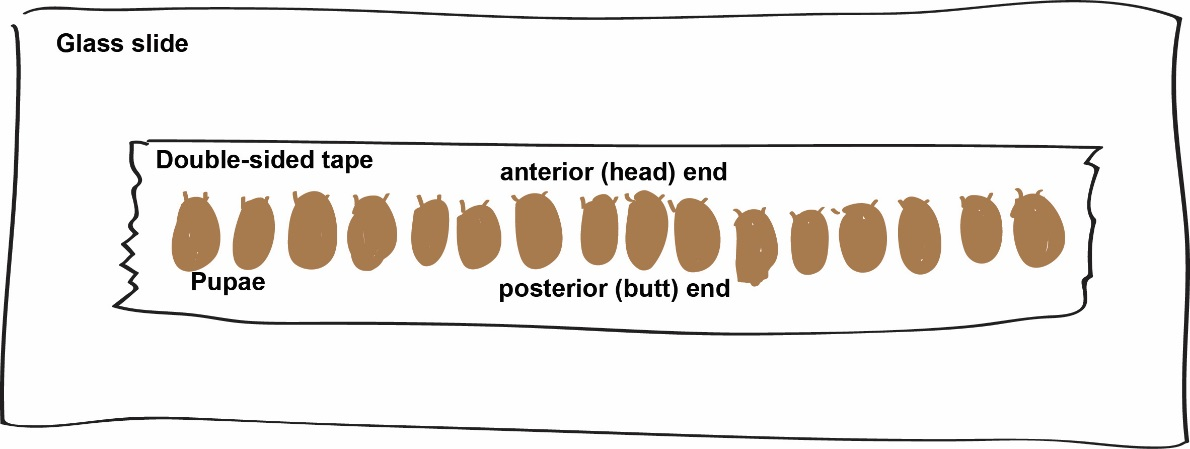 Glass slide
Double-sided tape
anterior (head) end
Pupae
posterior (butt) end